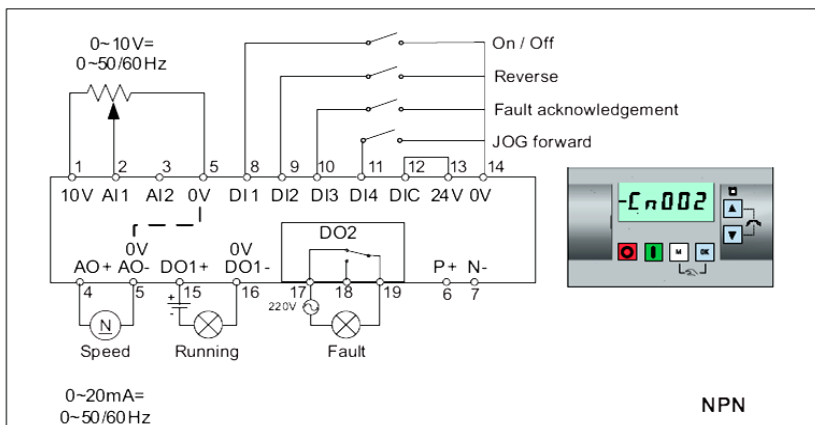 0~10V=
0~50/60Hz
On / Off
Reverse
Fault acknowledgement
JOG forward
1 2 3 5 8 9 10 11 12 13 14
10V AI1 AI2 0V DI1 DI2 DI3 DI4 DIC 24V 0V
-Cn002
M OK
0V 0V DO2
AO+ AO- DO1+ DO1- P+ N-
4 5 15 16 17 18 19 6 7
+
-
220V
N
Speed Running Fault
0~20mA=
0~50/60Hz
NPN